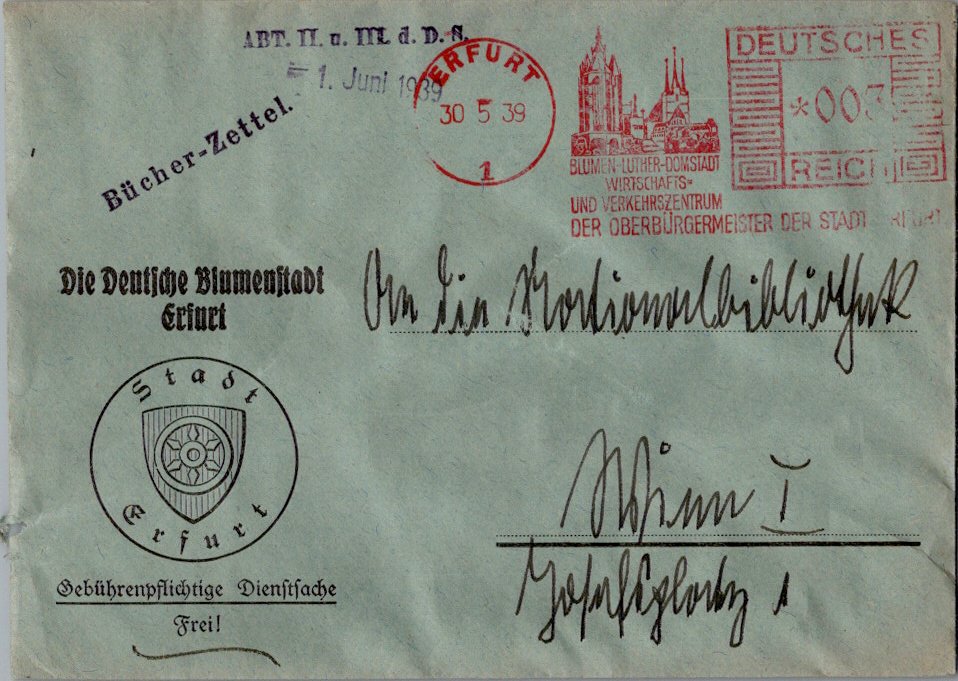 ABT. II. u. III. d. D.-S.
1. Juni 1939
Bücher-Zettel.
ERFURT
30 5 39
1
BLUMEN-LUTHER-DOMSTADT
WIRTSCHAFTS-
UND VERKEHRSZENTRUM
DER OBERBÜRGERMEISTER DER STADT ERFURT
DEUTSCHES
*003
REICH
Die Deutsche Blumenstadt
Erfurt
Stadt
Erfurt
Gebührenpflichtige Dienstsache
Frei!
An die Nationalbibliothek
Wien I
Josefsplatz 1